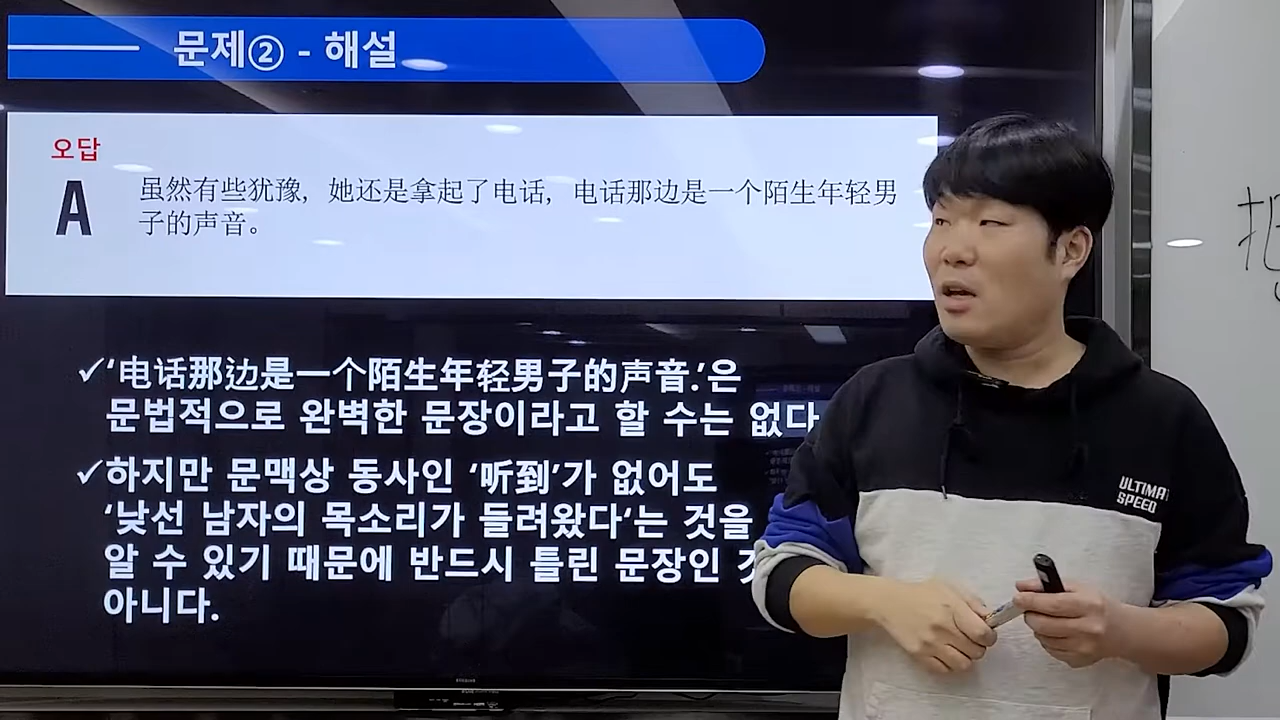 문제② - 해설
오답
A
虽然有些犹豫, 她还是拿起了电话, 电话那边是一个陌生年轻男
子的声音。
✓‘电话那边是一个陌生年轻男子的声音.’은
문법적으로 완벽한 문장이라고 할 수는 없다
✓하지만 문맥상 동사인 ‘听到’가 없어도
‘낯선 남자의 목소리가 들려왔다‘는 것을
알 수 있기 때문에 반드시 틀린 문장인
아니다.
ULTIMA
SPEED
SAMSUNG